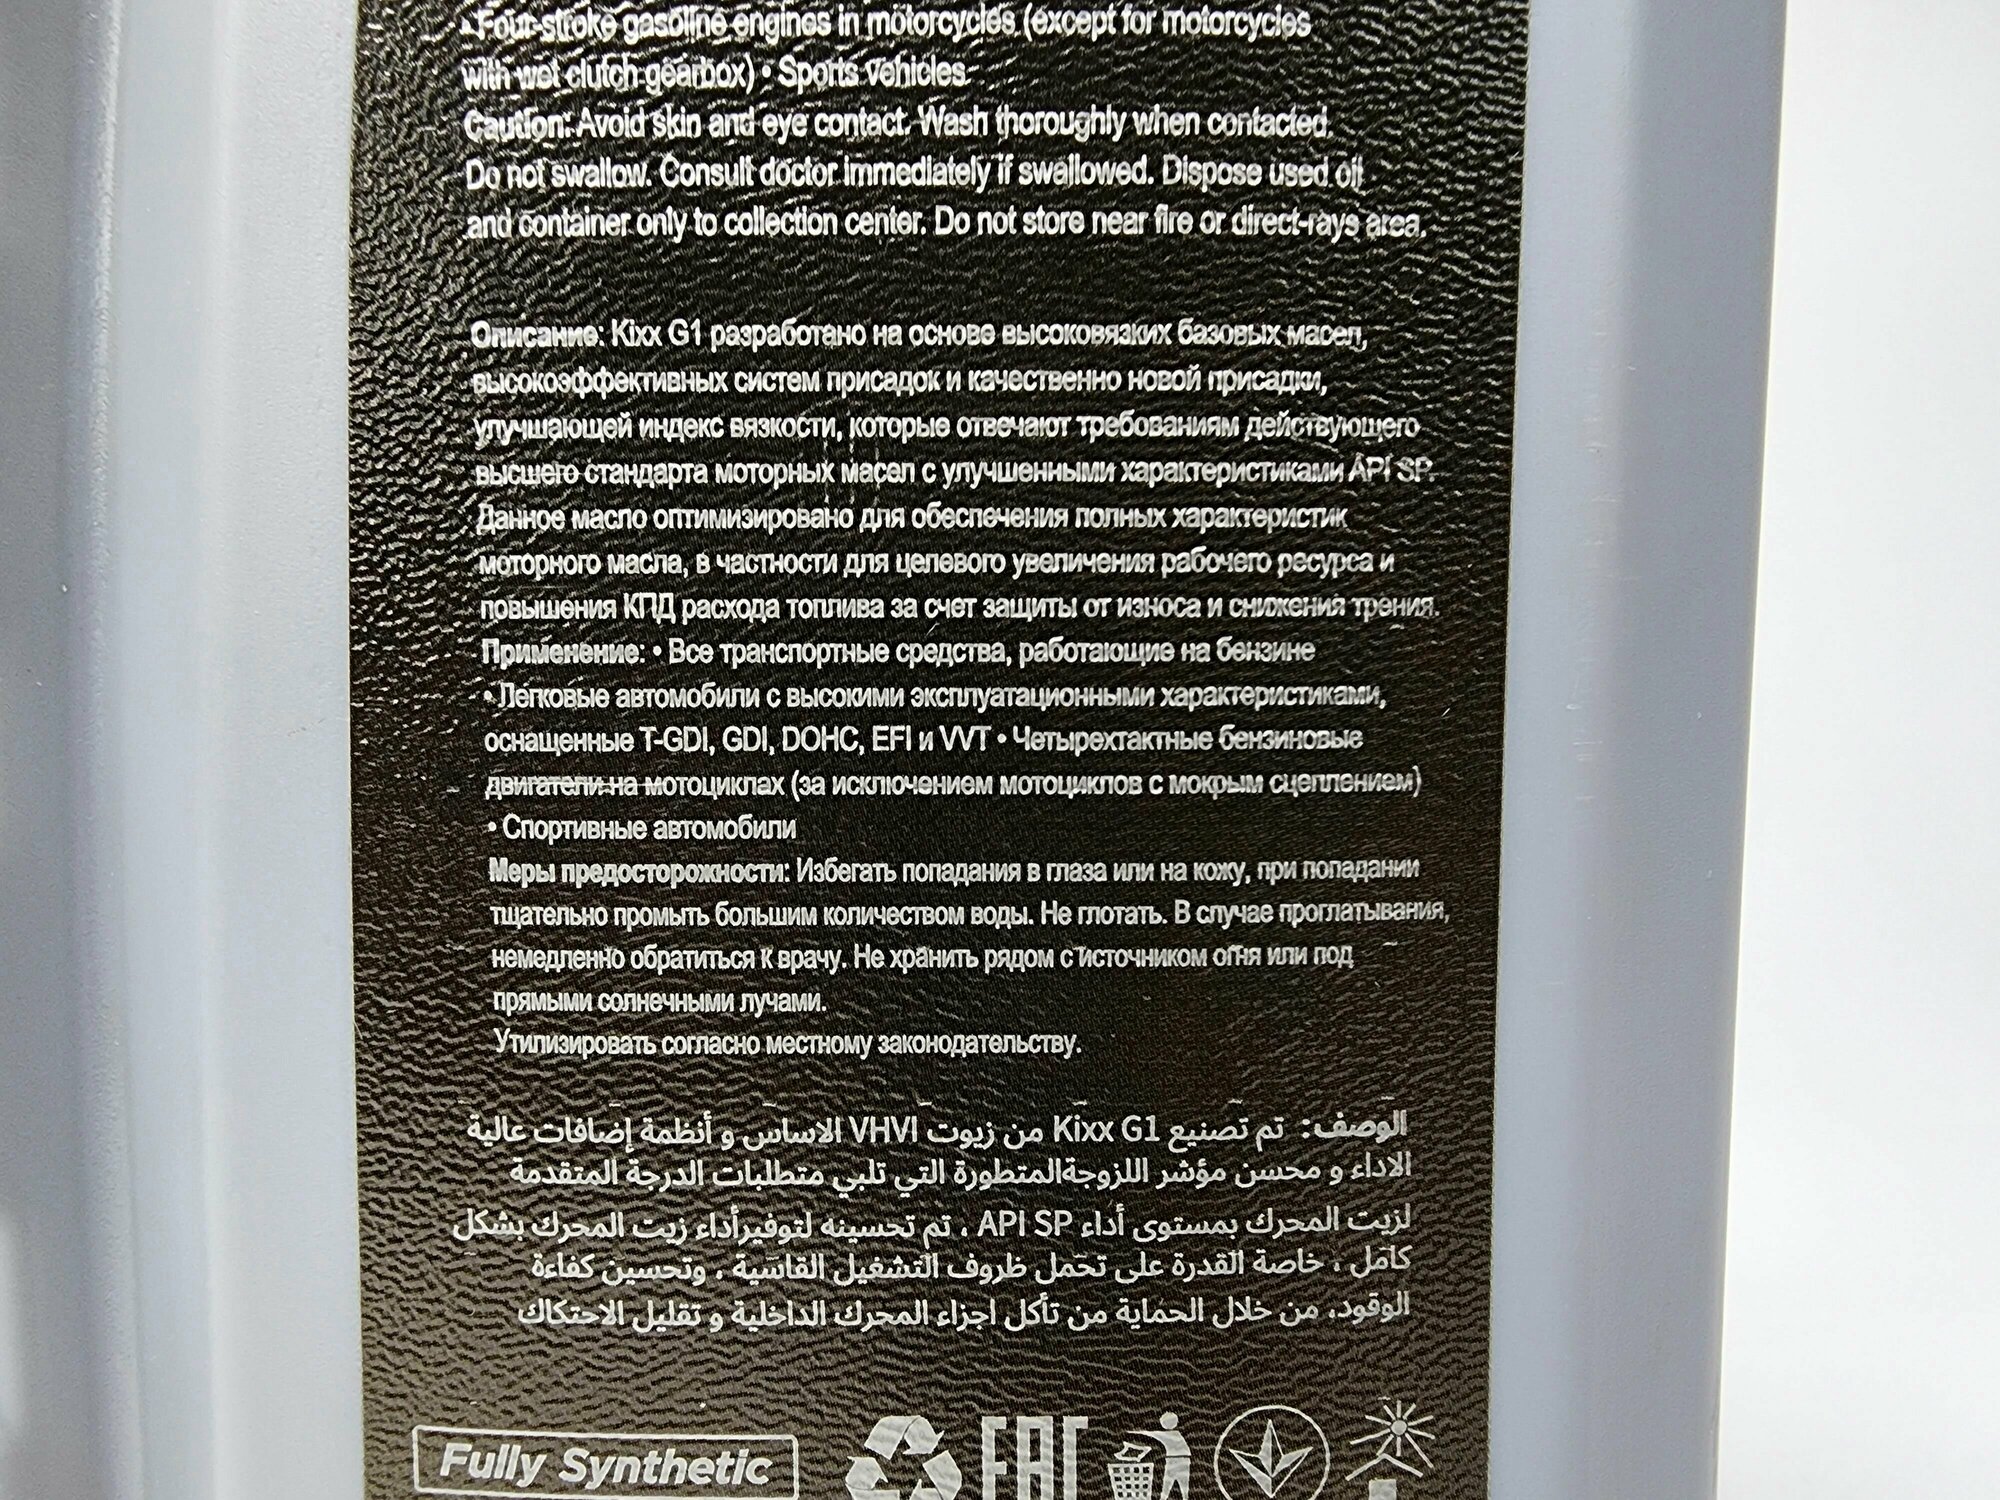 • Four-stroke gasoline engines in motorcycles (except for motorcycles
with wet clutch gearbox) • Sports vehicles
Caution: Avoid skin and eye contact. Wash thoroughly when contacted.
Do not swallow. Consult doctor immediately if swallowed. Dispose used oil
and container only to collection center. Do not store near fire or direct-rays area.
Описание: Kixx G1 разработано на основе высоковязких базовых масел,
высокоэффективных систем присадок и качественно новой присадки,
улучшающей индекс вязкости, которые отвечают требованиям действующего
высшего стандарта моторных масел с улучшенными характеристиками API SP.
Данное масло оптимизировано для обеспечения полных характеристик
моторного масла, в частности для целевого увеличения рабочего ресурса и
повышения КПД расхода топлива за счет защиты от износа и снижения трения.
Применение: • Все транспортные средства, работающие на бензине
• Легковые автомобили с высокими эксплуатационными характеристиками,
оснащенные T-GDI, GDI, DOHC, EFI и VVT • Четырехтактные бензиновые
двигатели на мотоциклах (за исключением мотоциклов с мокрым сцеплением)
• Спортивные автомобили
Меры предосторожности: Избегать попадания в глаза или на кожу, при попадании
тщательно промыть большим количеством воды. Не глотать. В случае проглатывания,
немедленно обратиться к врачу. Не хранить рядом с источником огня или под
прямыми солнечными лучами.
Утилизировать согласно местному законодательству.
الوصف: تم تصنيع Kixx G1 من زيوت VHVI الاساس و أنظمة إضافات عالية
الاداء و محسن مؤشر اللزوجةالمتطورة التي تلبي متطلبات الدرجة المتقدمة
لزيت المحرك بمستوى أداء API SP ، تم تحسينه لتوفيرأداء زيت المحرك بشكل
كامل ، خاصة القدرة على تحمل ظروف التشغيل القاسية ، وتحسين كفاءة
الوقود، من خلال الحماية من تأكل اجزاء المحرك الداخلية و تقليل الاحتكاك
Fully Synthetic
EAC